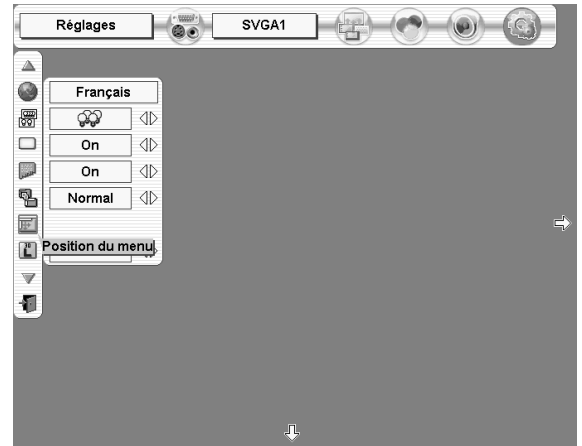 Réglages
SVGA1
Français
On
On
Normal
Position du menu